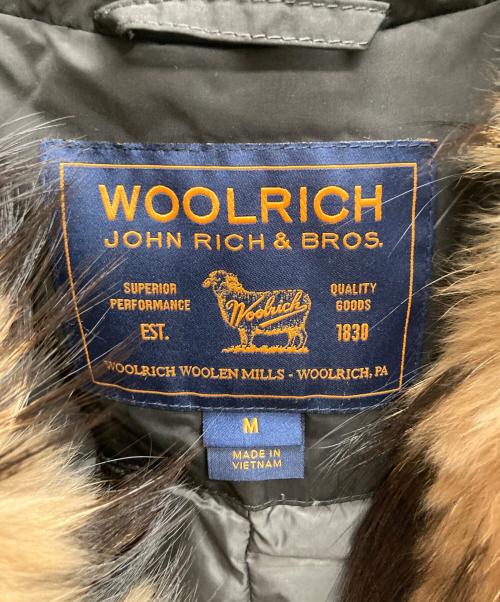 WOOLRICH
JOHN RICH & BROS.
SUPERIOR
PERFORMANCE
EST.
Woolrich
QUALITY
GOODS
1830
WOOLRICH WOOLEN MILLS - WOOLRICH, PA
M
MADE IN
VIETNAM